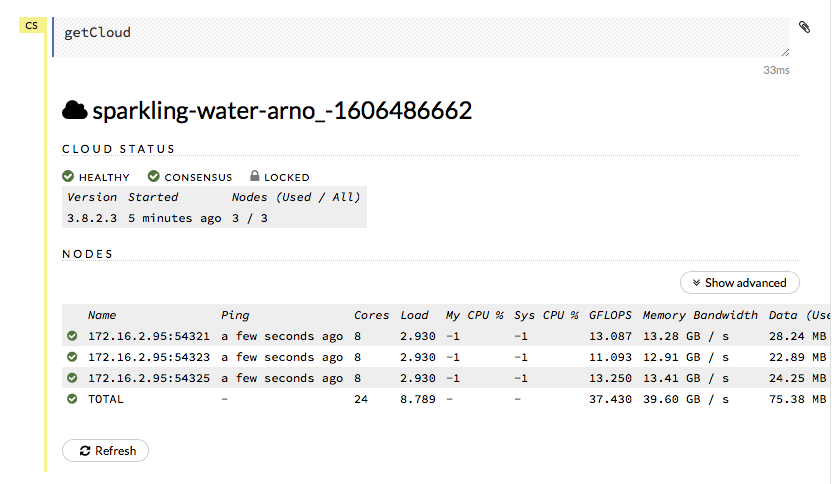 CS
getCloud
33ms
sparkling-water-arno_-1606486662
CLOUD STATUS
HEALTHY CONSENSUS LOCKED
Version Started Nodes (Used / All)
3.8.2.3 5 minutes ago 3 / 3
NODES
Show advanced
Name Ping Cores Load My CPU % Sys CPU % GFLOPS Memory Bandwidth Data (Use
172.16.2.95:54321 a few seconds ago 8 2.930 -1 -1 13.087 13.28 GB / s 28.24 MB
172.16.2.95:54323 a few seconds ago 8 2.930 -1 -1 11.093 12.91 GB / s 22.89 MB
172.16.2.95:54325 a few seconds ago 8 2.930 -1 -1 13.250 13.41 GB / s 24.25 MB
TOTAL - 24 8.789 - - 37.430 39.60 GB / s 75.38 MB
Refresh